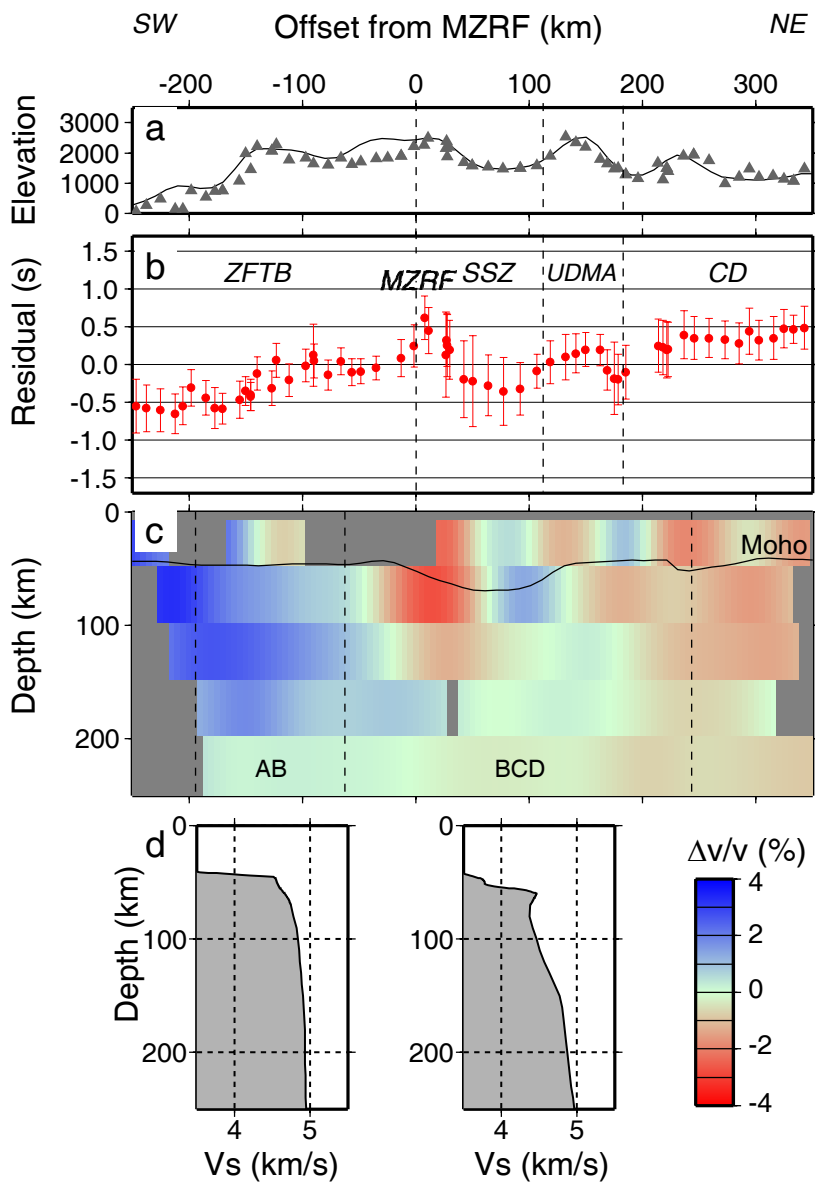 SW Offset from MZRF (km) NE
-200 -100 0 100 200 300
a
3000
2000
1000
0
Elevation
b
ZFTB MZRF SSZ UDMA CD
1.5
1.0
0.5
0.0
-0.5
-1.0
-1.5
Residual (s)
c
0
100
200
Depth (km)
Moho
AB BCD
d
0
100
200
Depth (km)
4 5
Vs (km/s)
0
100
200
4 5
Vs (km/s)
Δv/v (%)
4
2
0
-2
-4